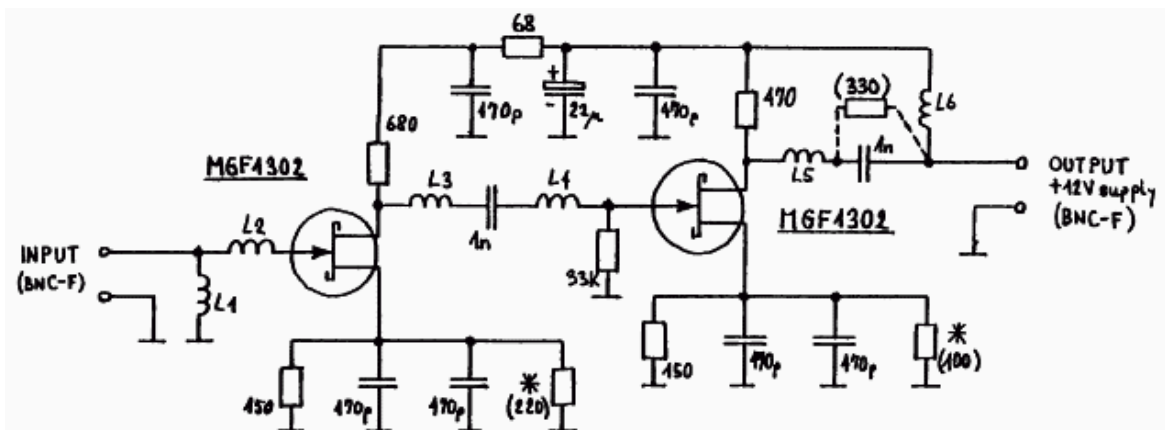 68
+
-
470p
22µ
470p
470
(330)
L6
680
MGF1302
L3
1n
L4
L5
1n
OUTPUT
+12V supply
(BNC-F)
MGF1302
INPUT
(BNC-F)
L2
L1
33K
150
470p
470p
*
(220)
150
470p
470p
*
(100)